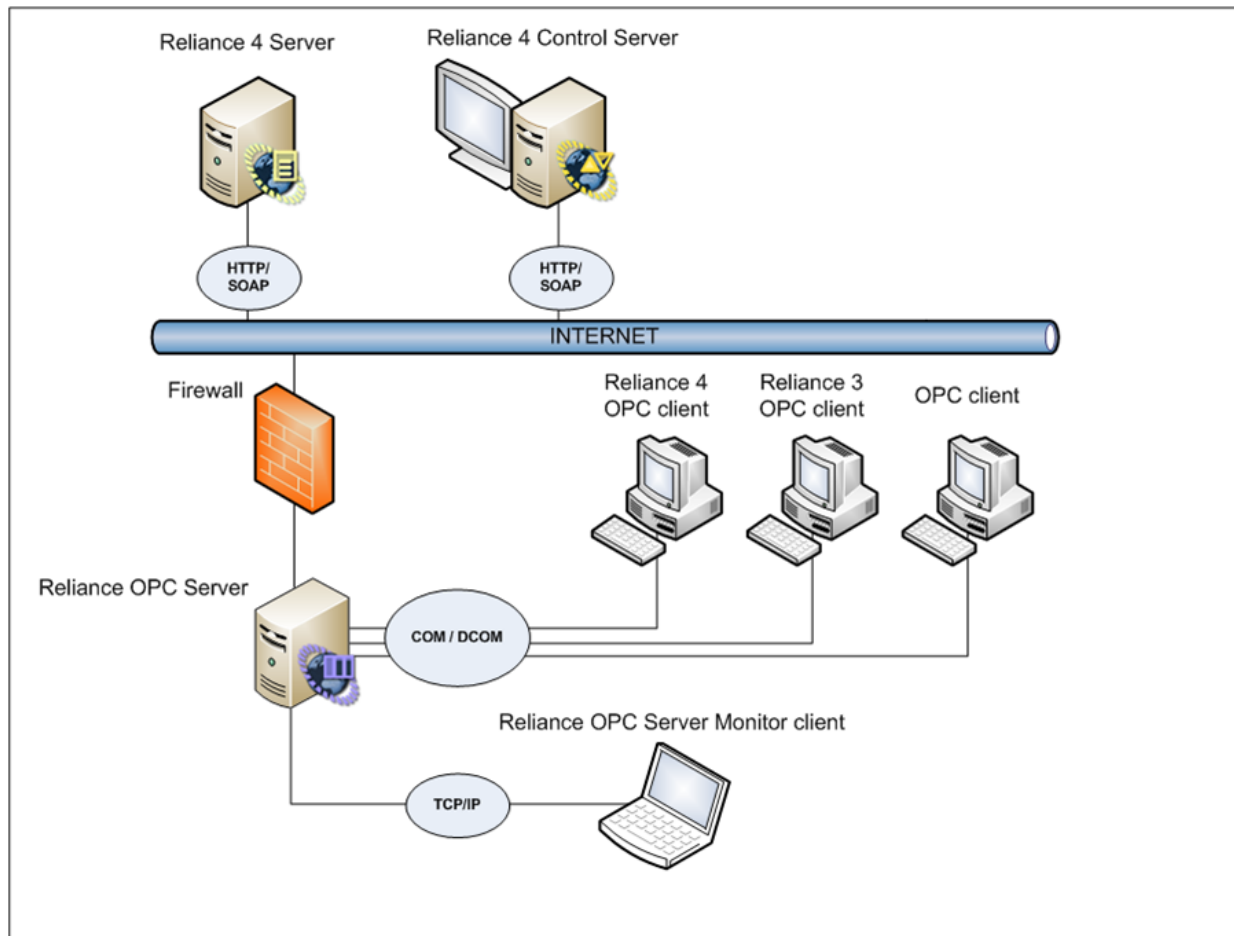 Reliance 4 Server
Reliance 4 Control Server
HTTP/
SOAP
HTTP/
SOAP
INTERNET
Firewall
Reliance 4
OPC client
Reliance 3
OPC client
OPC client
Reliance OPC Server
COM / DCOM
Reliance OPC Server Monitor client
TCP/IP